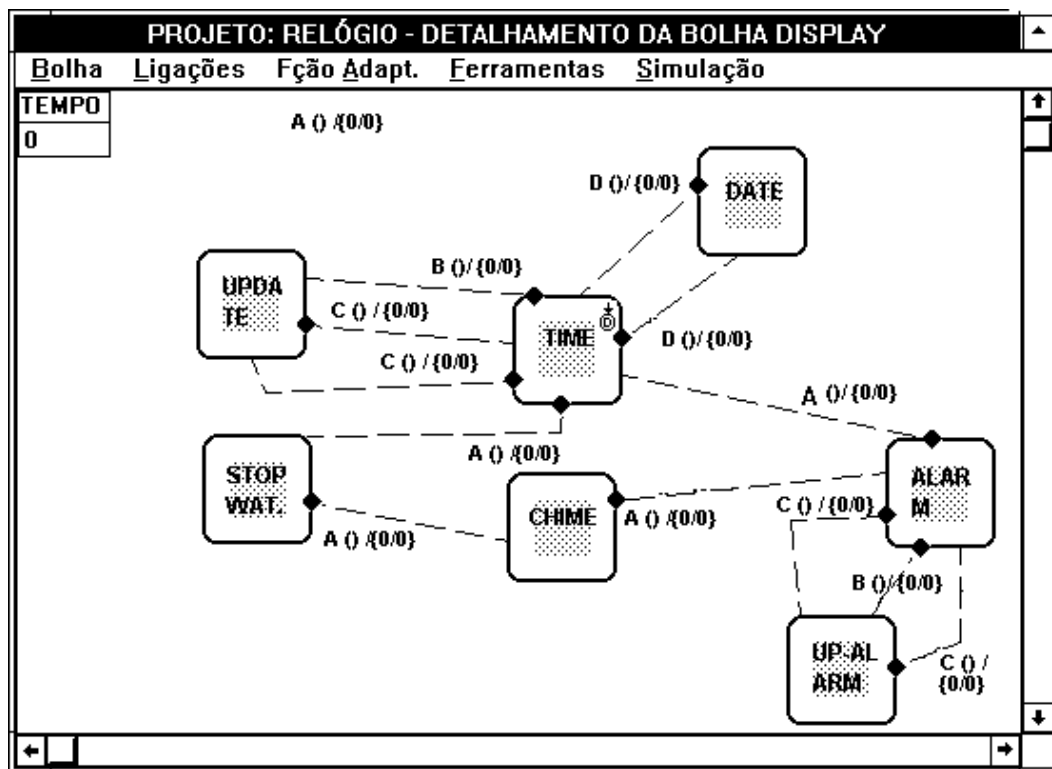 PROJETO: RELÓGIO - DETALHAMENTO DA BOLHA DISPLAY
Bolha Ligações Fção Adapt. Ferramentas Simulação
TEMPO
0
A () /{0/0}
D ()/ {0/0}
DATE
B ()/ {0/0}
UPDA
TE
C () / {0/0}
TIME
D
D ()/ {0/0}
C () / {0/0}
A ()/ {0/0}
A () /{0/0}
STOP
WAT.
CHIME
A () /{0/0}
A () /{0/0}
ALAR
M
C () / {0/0}
B ()/ {0/0}
UP-AL
ARM
C () /
{0/0}